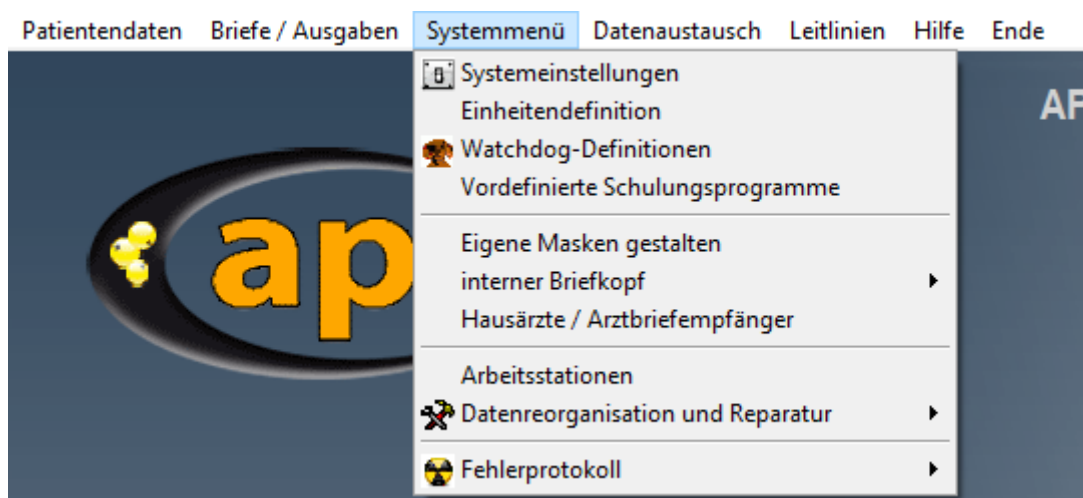 Patientendaten Briefe / Ausgaben Systemmenü Datenaustausch Leitlinien Hilfe Ende
Systemeinstellungen
Einheitendefinition
Watchdog-Definitionen
Vordefinierte Schulungsprogramme
Eigene Masken gestalten
interner Briefkopf
Hausärzte / Arztbriefempfänger
Arbeitsstationen
Datenreorganisation und Reparatur
Fehlerprotokoll
ap